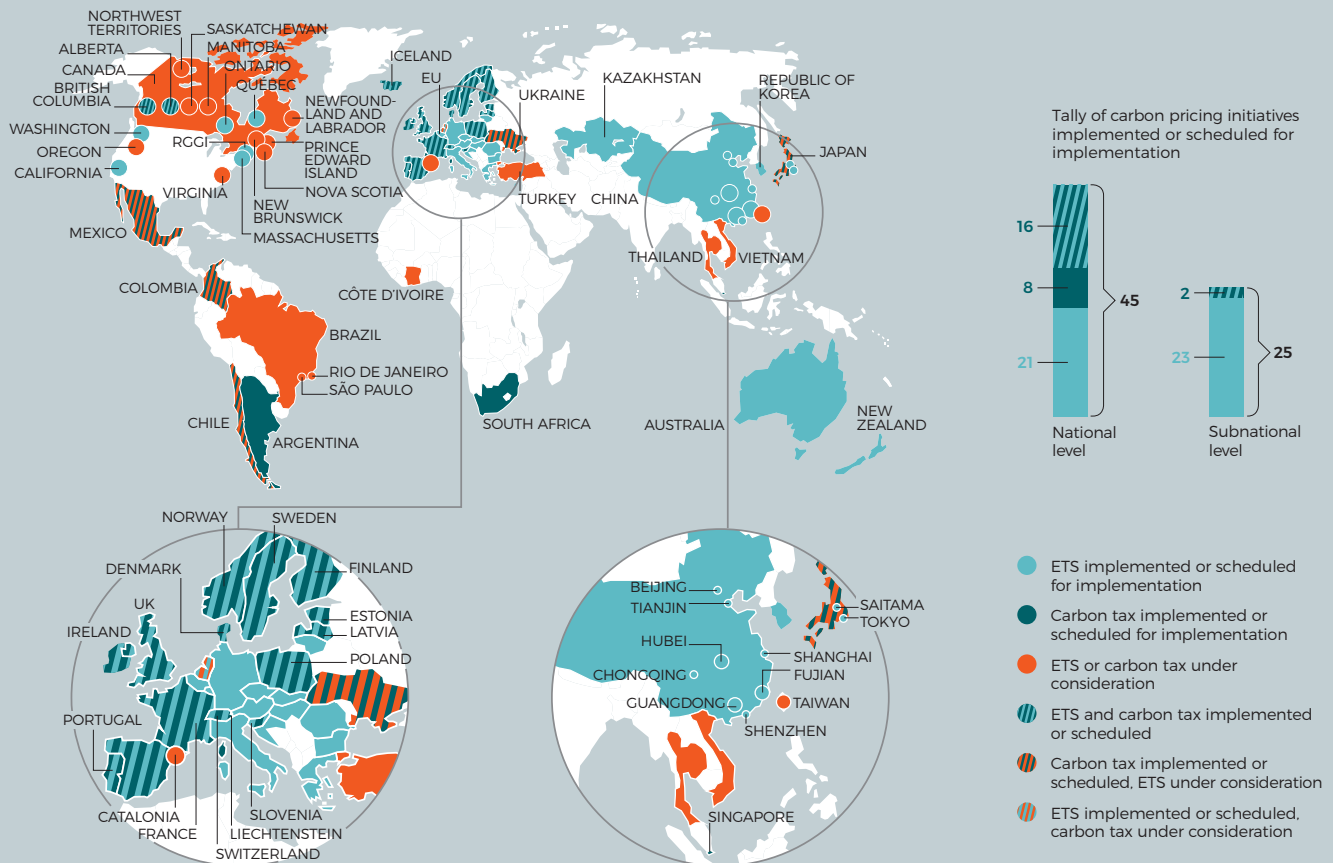 NORTHWEST
TERRITORIES
SASKATCHEWAN
ALBERTA
MANITOBA
CANADA
ONTARIO
BRITISH
COLUMBIA
QUÉBEC
WASHINGTON
NEWFOUND-
LAND AND
LABRADOR
OREGON
RGGI
PRINCE
EDWARD
ISLAND
CALIFORNIA
VIRGINIA
NOVA SCOTIA
NEW
BRUNSWICK
MEXICO
MASSACHUSETTS
ICELAND
EU
UKRAINE
KAZAKHSTAN
REPUBLIC OF
KOREA
JAPAN
TURKEY
CHINA
THAILAND
VIETNAM
COLOMBIA
CÔTE D'IVOIRE
BRAZIL
RIO DE JANEIRO
SÃO PAULO
CHILE
ARGENTINA
SOUTH AFRICA
AUSTRALIA
NEW
ZEALAND
Tally of carbon pricing initiatives
implemented or scheduled for
implementation
16
8
45
21
2
23
25
National
level
Subnational
level
NORWAY
SWEDEN
DENMARK
FINLAND
UK
ESTONIA
IRELAND
LATVIA
POLAND
PORTUGAL
CATALONIA
SLOVENIA
FRANCE
LIECHTENSTEIN
SWITZERLAND
BEIJING
TIANJIN
SAITAMA
TOKYO
HUBEI
SHANGHAI
CHONGQING
FUJIAN
GUANGDONG
TAIWAN
SHENZHEN
SINGAPORE
ETS implemented or scheduled
for implementation
Carbon tax implemented or
scheduled for implementation
ETS or carbon tax under
consideration
ETS and carbon tax implemented
or scheduled
Carbon tax implemented or
scheduled, ETS under consideration
ETS implemented or scheduled,
carbon tax under consideration